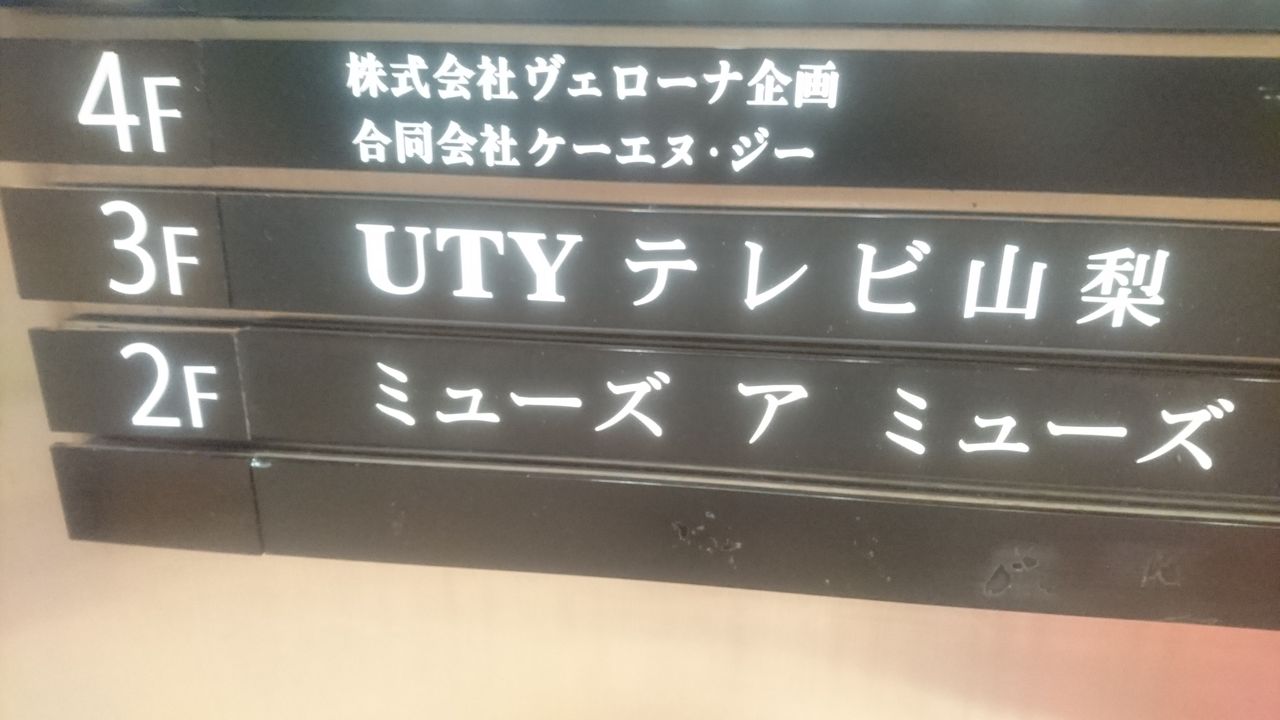 4F 株式会社ヴェローナ企画
合同会社ケーエヌ・ジー
3F UTY テレビ山梨
2F ミューズ ア ミューズ